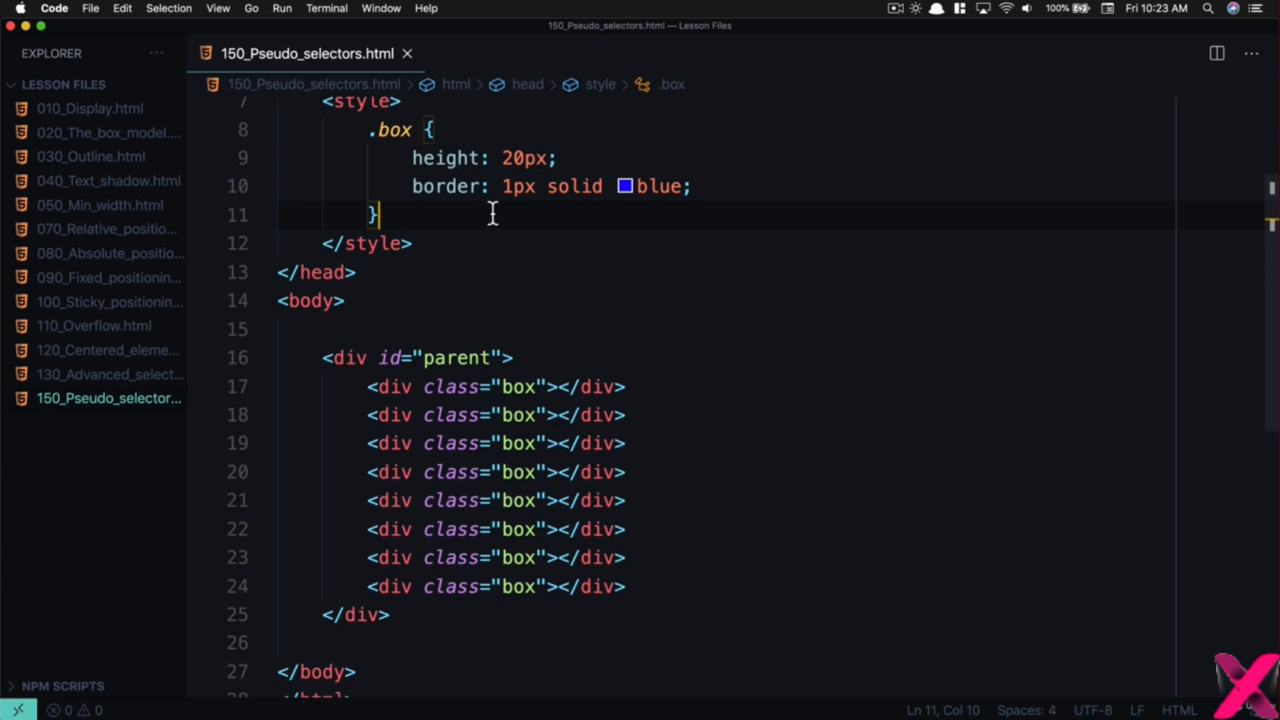 Code File Edit Selection View Go Run Terminal Window Help 100% Fri 10:23 AM
150_Pseudo_selectors.html — Lesson Files
EXPLORER ···
150_Pseudo_selectors.html ×
LESSON FILES
150_Pseudo_selectors.html > html > head > style > .box
010_Display.html
020_The_box_model....
030_Outline.html
040_Text_shadow.html
050_Min_width.html
070_Relative_positio...
080_Absolute_positio...
090_Fixed_positionin...
100_Sticky_positionin...
110_Overflow.html
120_Centered_eleme...
130_Advanced_select...
150_Pseudo_selector...
7 <style>
8 .box {
9 height: 20px;
10 border: 1px solid blue;
11 }
12 </style>
13 </head>
14 <body>
15
16 <div id="parent">
17 <div class="box"></div>
18 <div class="box"></div>
19 <div class="box"></div>
20 <div class="box"></div>
21 <div class="box"></div>
22 <div class="box"></div>
23 <div class="box"></div>
24 <div class="box"></div>
25 </div>
26
27 </body>
28 </html>
NPM SCRIPTS
0 0 Ln 11, Col 10 Spaces: 4 UTF-8 LF HTML